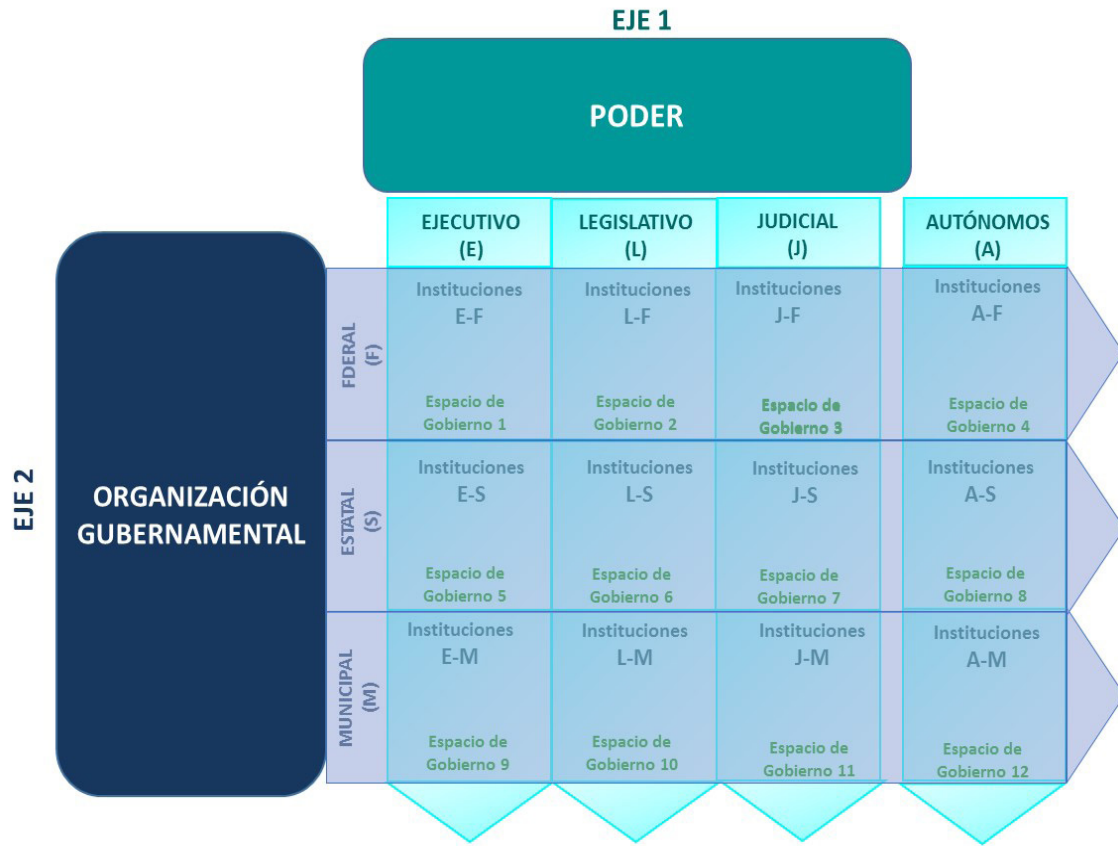 EJE 1
PODER
EJECUTIVO
(E)
LEGISLATIVO
(L)
JUDICIAL
(J)
AUTÓNOMOS
(A)
EJE 2
ORGANIZACIÓN
GUBERNAMENTAL
FDERAL
(F)
Instituciones
E-F
Espacio de
Gobierno 1
Instituciones
L-F
Espacio de
Gobierno 2
Instituciones
J-F
Espacio de
Gobierno 3
Instituciones
A-F
Espacio de
Gobierno 4
ESTATAL
(S)
Instituciones
E-S
Espacio de
Gobierno 5
Instituciones
L-S
Espacio de
Gobierno 6
Instituciones
J-S
Espacio de
Gobierno 7
Instituciones
A-S
Espacio de
Gobierno 8
MUNICIPAL
(M)
Instituciones
E-M
Espacio de
Gobierno 9
Instituciones
L-M
Espacio de
Gobierno 10
Instituciones
J-M
Espacio de
Gobierno 11
Instituciones
A-M
Espacio de
Gobierno 12